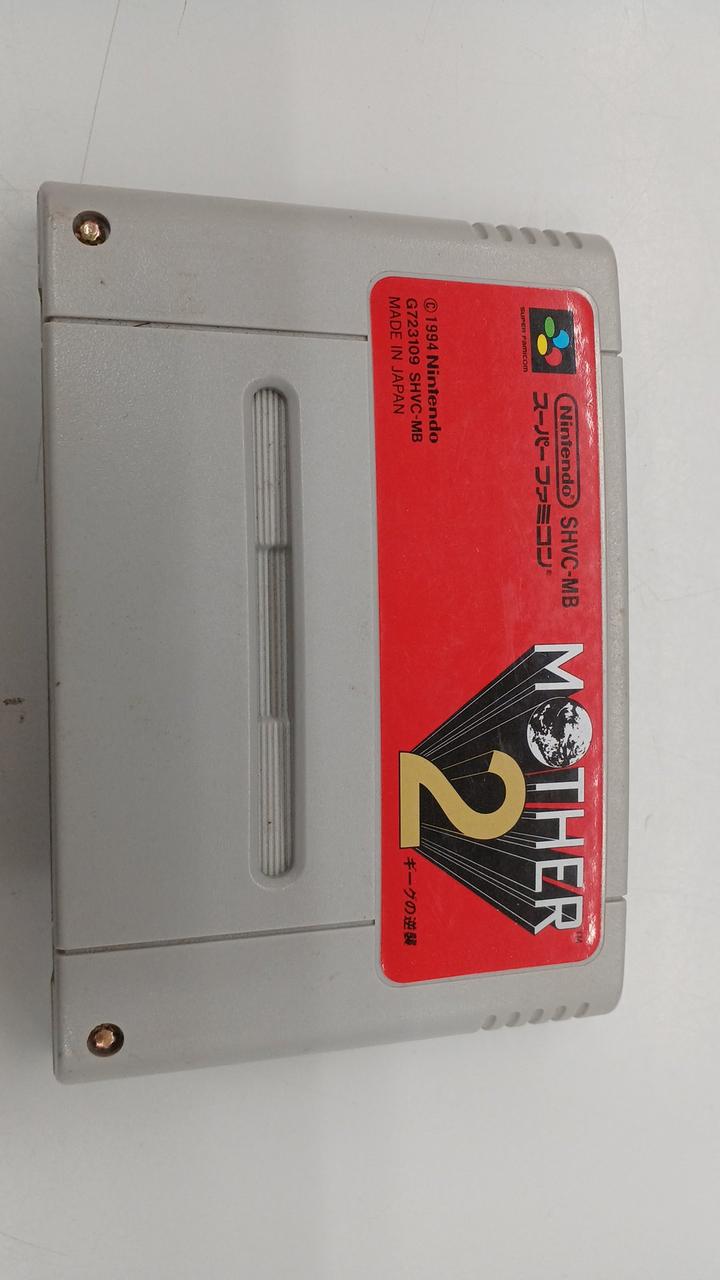 SUPER FAMICOM
Nintendo® SHVC-MB
スーパーファミコン®
MOTHER™
2
ギーグの逆襲
©1994 Nintendo
G723109 SHVC-MB
MADE IN JAPAN